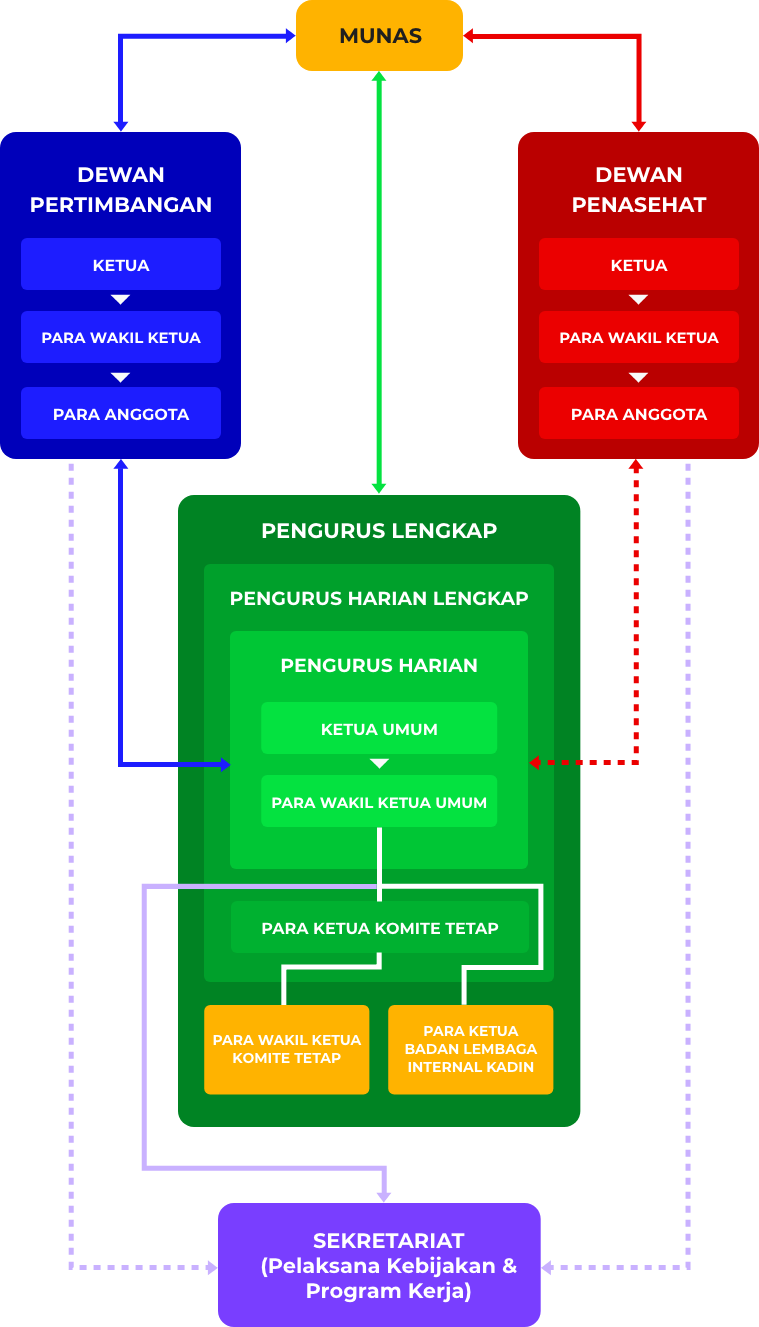 MUNAS
DEWAN
PERTIMBANGAN
KETUA
PARA WAKIL KETUA
PARA ANGGOTA
DEWAN
PENASEHAT
KETUA
PARA WAKIL KETUA
PARA ANGGOTA
PENGURUS LENGKAP
PENGURUS HARIAN LENGKAP
PENGURUS HARIAN
KETUA UMUM
PARA WAKIL KETUA UMUM
PARA KETUA KOMITE TETAP
PARA WAKIL KETUA
KOMITE TETAP
PARA KETUA
BADAN LEMBAGA
INTERNAL KADIN
SEKRETARIAT
(Pelaksana Kebijakan &
Program Kerja)